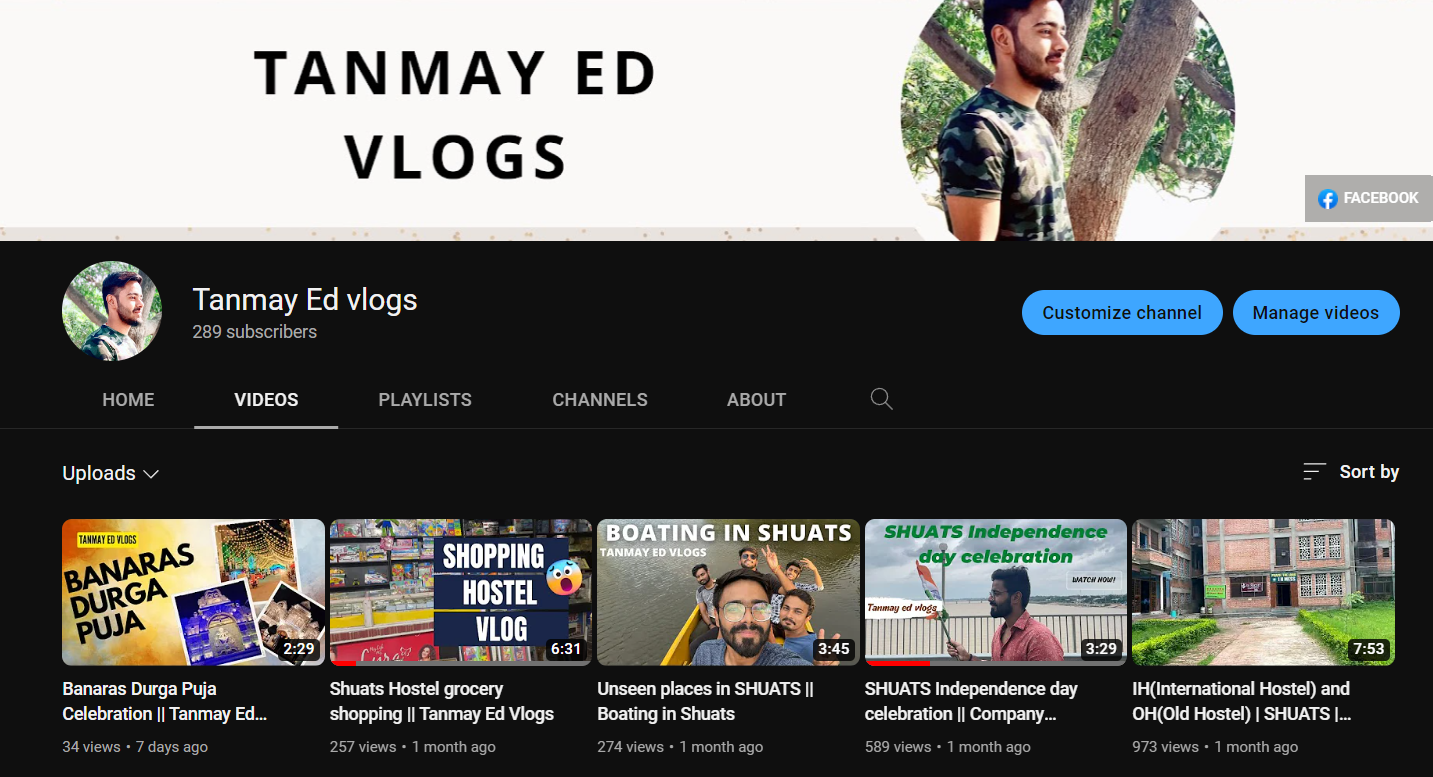 TANMAY ED
VLOGS
FACEBOOK
Tanmay Ed vlogs
289 subscribers
Customize channel
Manage videos
HOME
VIDEOS
PLAYLISTS
CHANNELS
ABOUT
Uploads
Sort by
TANMAY ED VLOGS
BANARAS
DURGA
PUJA
2:29
SHOPPING
HOSTEL
VLOG
6:31
BOATING IN SHUATS
TANMAY ED VLOGS
3:45
SHUATS Independence
day celebration
WATCH NOW!
Tanmay ed vlogs
3:29
7:53
Banaras Durga Puja
Celebration || Tanmay Ed...
34 views • 7 days ago
Shuats Hostel grocery
shopping || Tanmay Ed Vlogs
257 views • 1 month ago
Unseen places in SHUATS ||
Boating in Shuats
274 views • 1 month ago
SHUATS Independence day
celebration || Company...
589 views • 1 month ago
IH(International Hostel) and
OH(Old Hostel) | SHUATS |...
973 views • 1 month ago